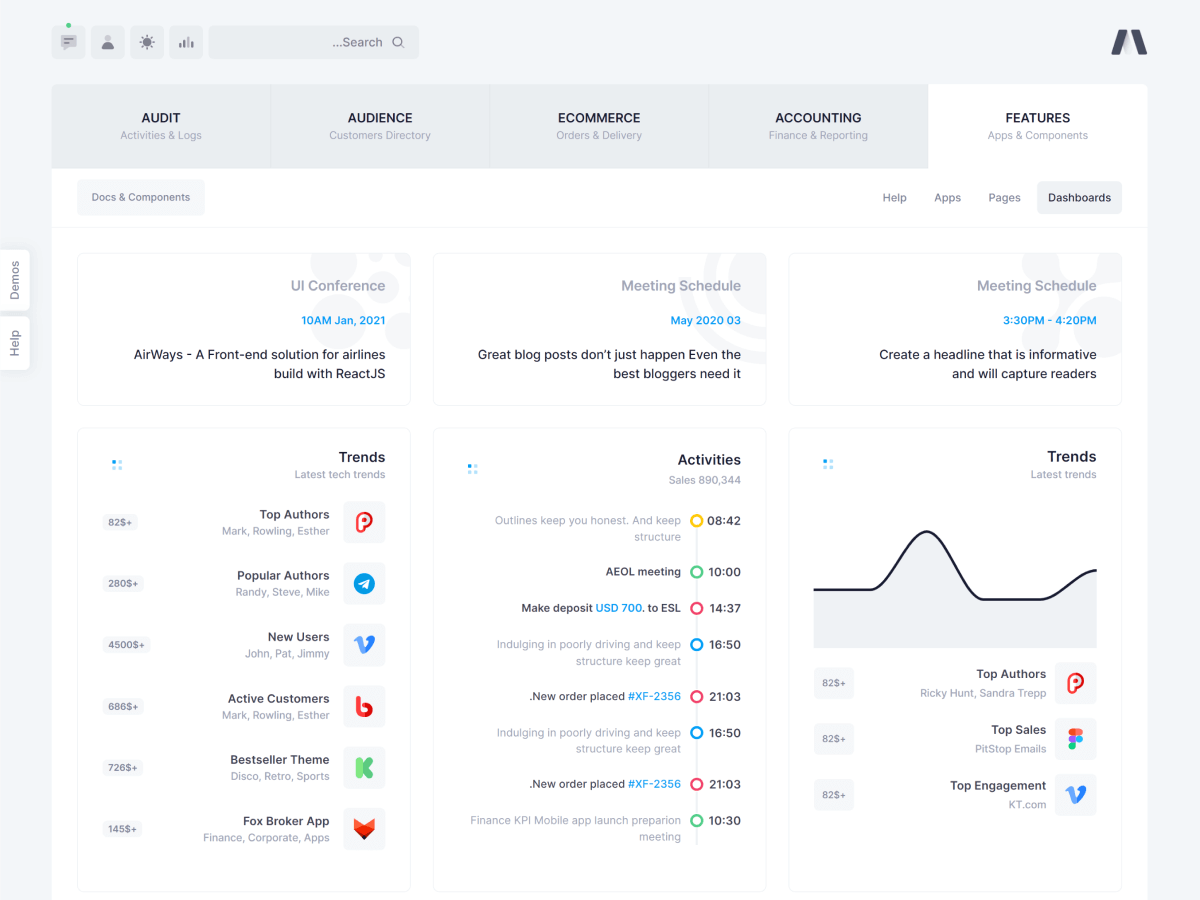 ...Search
AUDIT
Activities & Logs
AUDIENCE
Customers Directory
ECOMMERCE
Orders & Delivery
ACCOUNTING
Finance & Reporting
FEATURES
Apps & Components
Docs & Components
Help
Apps
Pages
Dashboards
Demos
Help
UI Conference
10AM Jan, 2021
AirWays - A Front-end solution for airlines
build with ReactJS
Meeting Schedule
May 2020 03
Great blog posts don’t just happen Even the
best bloggers need it
Meeting Schedule
3:30PM - 4:20PM
Create a headline that is informative
and will capture readers
Trends
Latest tech trends
82$+
Top Authors
Mark, Rowling, Esther
280$+
Popular Authors
Randy, Steve, Mike
4500$+
New Users
John, Pat, Jimmy
686$+
Active Customers
Mark, Rowling, Esther
726$+
Bestseller Theme
Disco, Retro, Sports
145$+
Fox Broker App
Finance, Corporate, Apps
Activities
Sales 890,344
Outlines keep you honest. And keep
structure
08:42
AEOL meeting
10:00
Make deposit USD 700. to ESL
14:37
Indulging in poorly driving and keep
structure keep great
16:50
.New order placed #XF-2356
21:03
Indulging in poorly driving and keep
structure keep great
16:50
.New order placed #XF-2356
21:03
Finance KPI Mobile app launch preparion
meeting
10:30
Trends
Latest trends
82$+
Top Authors
Ricky Hunt, Sandra Trepp
82$+
Top Sales
PitStop Emails
82$+
Top Engagement
KT.com